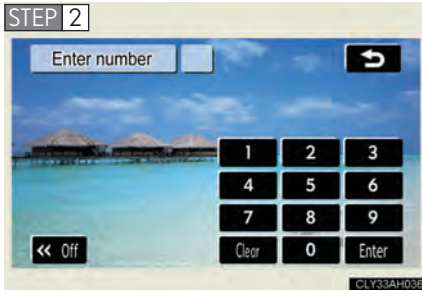 STEP 2
Enter number
1 2 3
4 5 6
7 8 9
« Off Clear 0 Enter
CLY33AH036